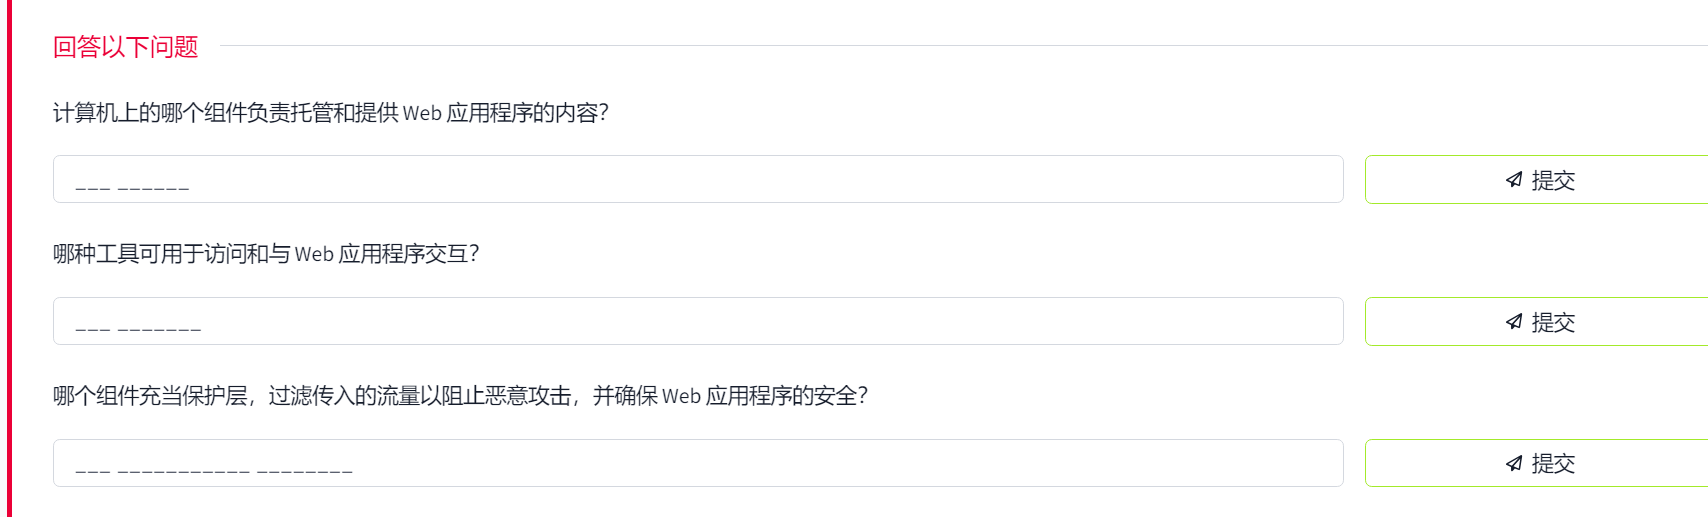 回答以下问题
计算机上的哪个组件负责托管和提供 Web 应用程序的内容？
___ ______
提交
哪种工具可用于访问和与 Web 应用程序交互？
___ _______
提交
哪个组件充当保护层，过滤传入的流量以阻止恶意攻击，并确保 Web 应用程序的安全？
___ ___________ ________
提交